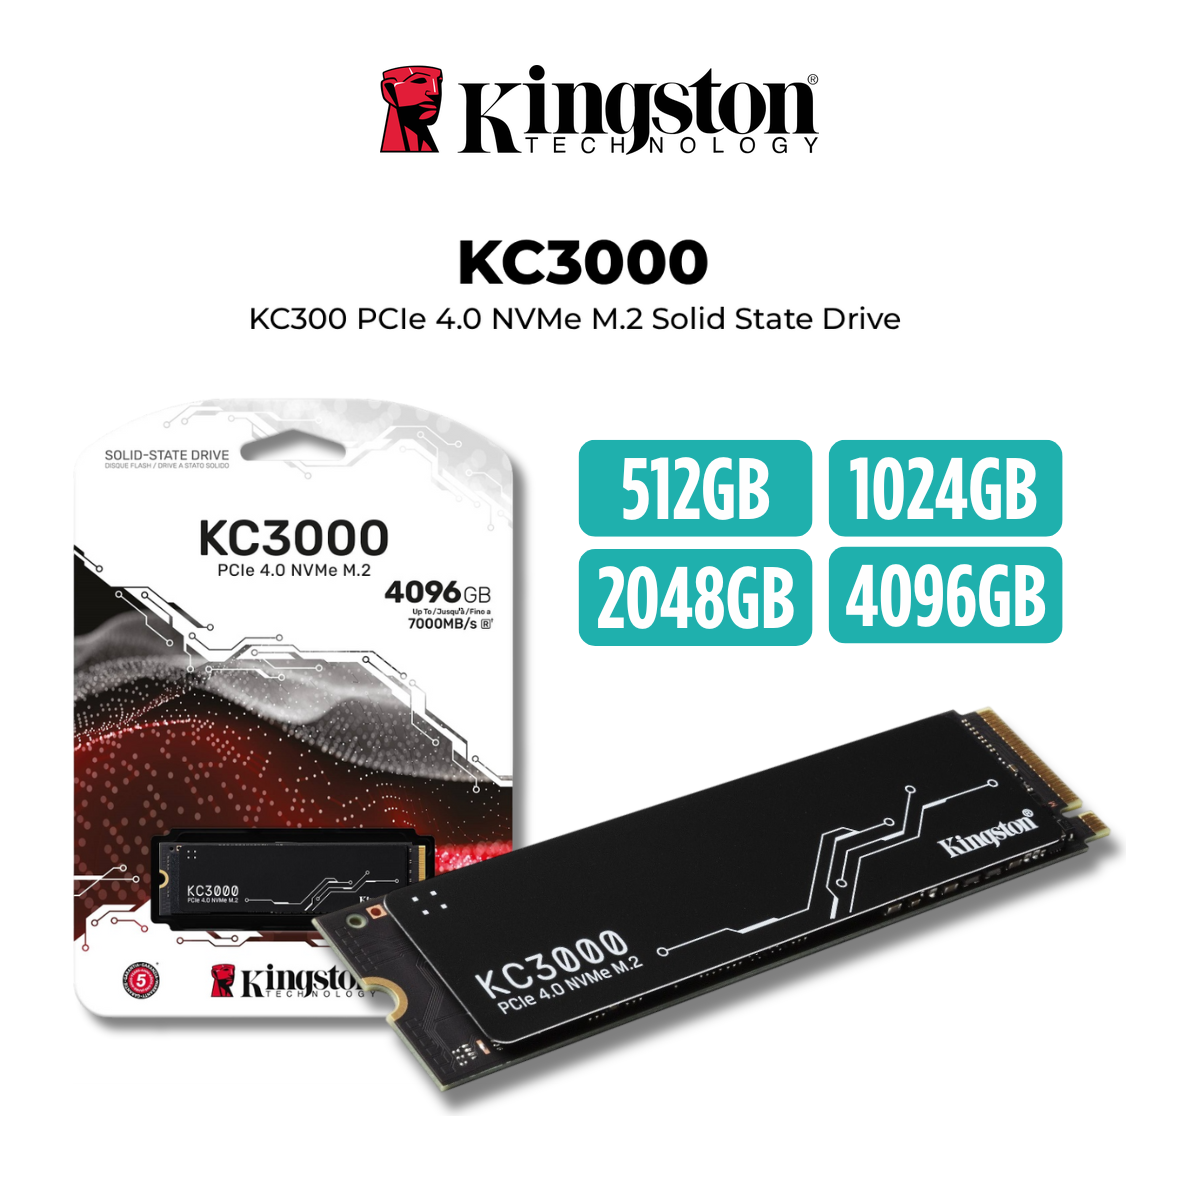 Kingston®
TECHNOLOGY
KC3000
KC300 PCIe 4.0 NVMe M.2 Solid State Drive
SOLID-STATE DRIVE
DISQUE FLASH / DRIVE A STATO SOLIDO
KC3000
PCIe 4.0 NVMe M.2
4096GB
Up To/Jusqu'à/Fino a
7000MB/s
512GB
1024GB
2048GB
4096GB
KC3000
PCIe 4.0 NVMe M.2
5
Kingston
TECHNOLOGY
Kingston
KC3000
PCIe 4.0 NVMe M.2